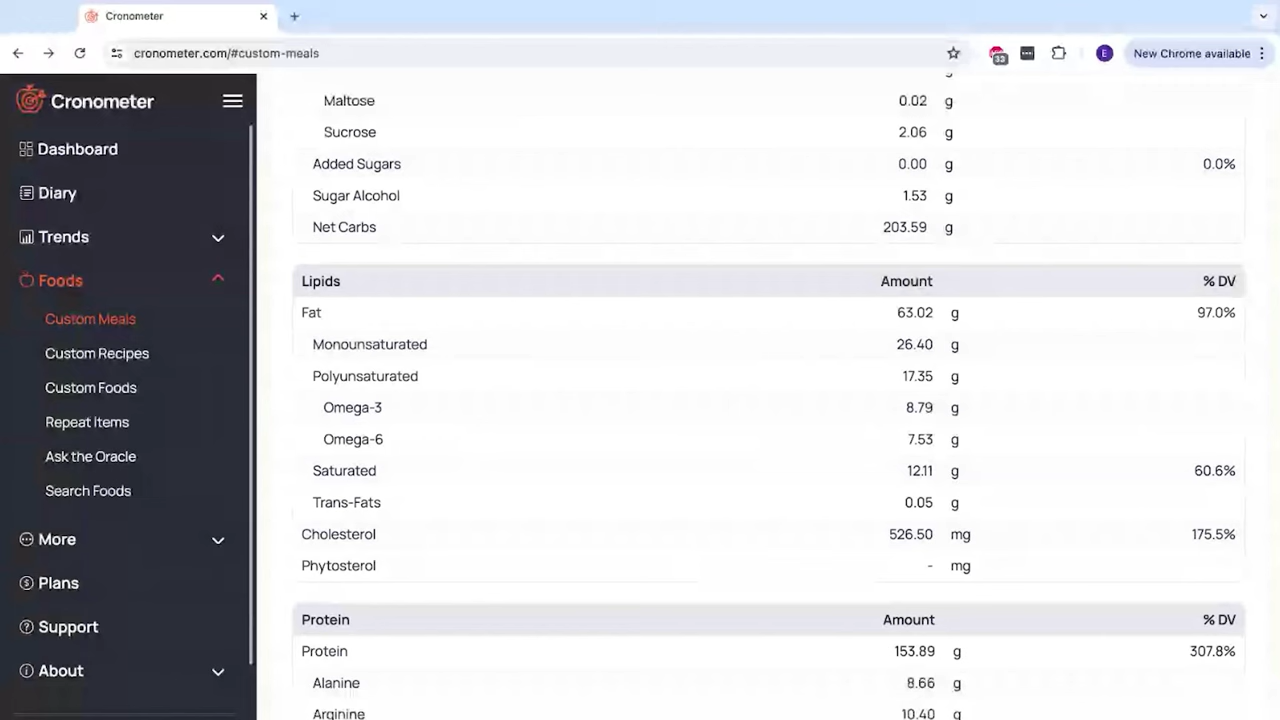 Cronometer
cronometer.com/#custom-meals
33
E
New Chrome available
Cronometer
Dashboard
Diary
Trends
Foods
Custom Meals
Custom Recipes
Custom Foods
Repeat Items
Ask the Oracle
Search Foods
More
Plans
Support
About
Maltose 0.02 g
Sucrose 2.06 g
Added Sugars 0.00 g 0.0%
Sugar Alcohol 1.53 g
Net Carbs 203.59 g
Lipids Amount % DV
Fat 63.02 g 97.0%
Monounsaturated 26.40 g
Polyunsaturated 17.35 g
Omega-3 8.79 g
Omega-6 7.53 g
Saturated 12.11 g 60.6%
Trans-Fats 0.05 g
Cholesterol 526.50 mg 175.5%
Phytosterol - mg
Protein Amount % DV
Protein 153.89 g 307.8%
Alanine 8.66 g
Arginine 10.40 g